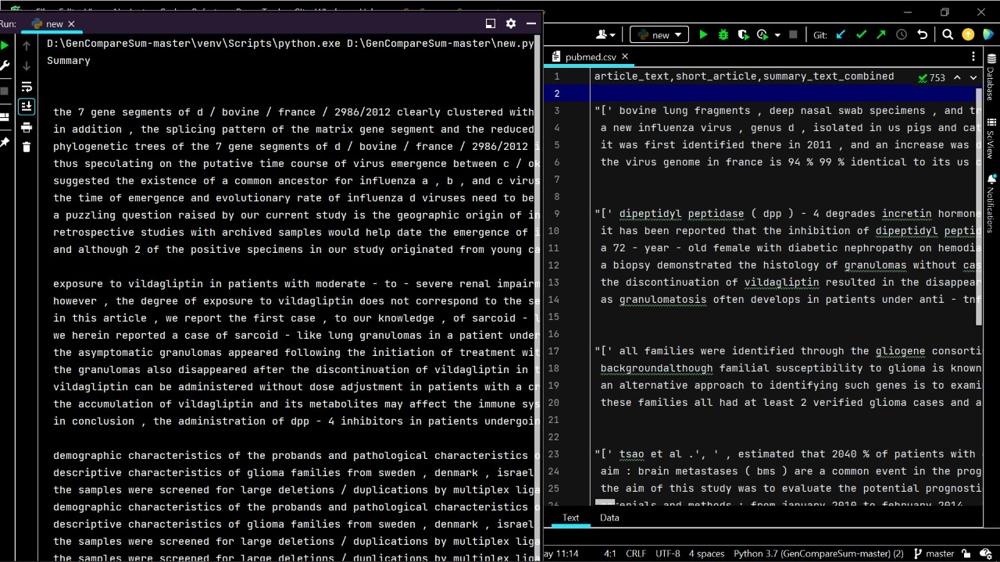 Run:
new
D:\GenCompareSum-master\venv\Scripts\python.exe D:\GenCompareSum-master\new.py
Summary
the 7 gene segments of d / bovine / france / 2986/2012 clearly clustered with
in addition , the splicing pattern of the matrix gene segment and the reduced
phylogenetic trees of the 7 gene segments of d / bovine / france / 2986/2012 i
thus speculating on the putative time course of virus emergence between c / ok
suggested the existence of a common ancestor for influenza a , b , and c virus
the time of emergence and evolutionary rate of influenza d viruses need to be
a puzzling question raised by our current study is the geographic origin of in
retrospective studies with archived samples would help date the emergence of i
and although 2 of the positive specimens in our study originated from young ca
exposure to vildagliptin in patients with moderate - to - severe renal impairm
however , the degree of exposure to vildagliptin does not correspond to the se
in this article , we report the first case , to our knowledge , of sarcoid - l
we herein reported a case of sarcoid - like lung granulomas in a patient under
the asymptomatic granulomas appeared following the initiation of treatment wit
the granulomas also disappeared after the discontinuation of vildagliptin in t
vildagliptin can be administered without dose adjustment in patients with a cr
the accumulation of vildagliptin and its metabolites may affect the immune sys
in conclusion , the administration of dpp - 4 inhibitors in patients undergoin
demographic characteristics of the probands and pathological characteristics o
descriptive characteristics of glioma families from sweden , denmark , israel
the samples were screened for large deletions / duplications by multiplex liga
demographic characteristics of the probands and pathological characteristics o
descriptive characteristics of glioma families from sweden , denmark , israel
the samples were screened for large deletions / duplications by multiplex liga
the samples were screened for large deletions / duplications by multiplex liga
new
Git:
pubmed.csv
753
1 article_text,short_article,summary_text_combined
2
3 "[' bovine lung fragments , deep nasal swab specimens , and tr
4 a new influenza virus , genus d , isolated in us pigs and cat
5 it was first identified there in 2011 , and an increase was d
6 the virus genome in france is 94 % 99 % identical to its us c
7
8
9 "[' dipeptidyl peptidase ( dpp ) - 4 degrades incretin hormone
10 it has been reported that the inhibition of dipeptidyl peptid
11 a 72 - year - old female with diabetic nephropathy on hemodia
12 a biopsy demonstrated the histology of granulomas without cas
13 the discontinuation of vildagliptin resulted in the disappear
14 as granulomatosis often develops in patients under anti - tnf
15
16
17 "[' all families were identified through the gliogene consorti
18 backgroundalthough familial susceptibility to glioma is known
19 an alternative approach to identifying such genes is to exami
20 these families all had at least 2 verified glioma cases and a
21
22
23 "[' tsao et al .', ' , estimated that 2040 % of patients with
24 aim : brain metastases ( bms ) are a common event in the prog
25 the aim of this study was to evaluate the potential prognosti
Text
Data
Database
SciView
Notifications
ay 11:14
4:1
CRLF
UTF-8
4 spaces
Python 3.7 (GenCompareSum-master) (2)
master